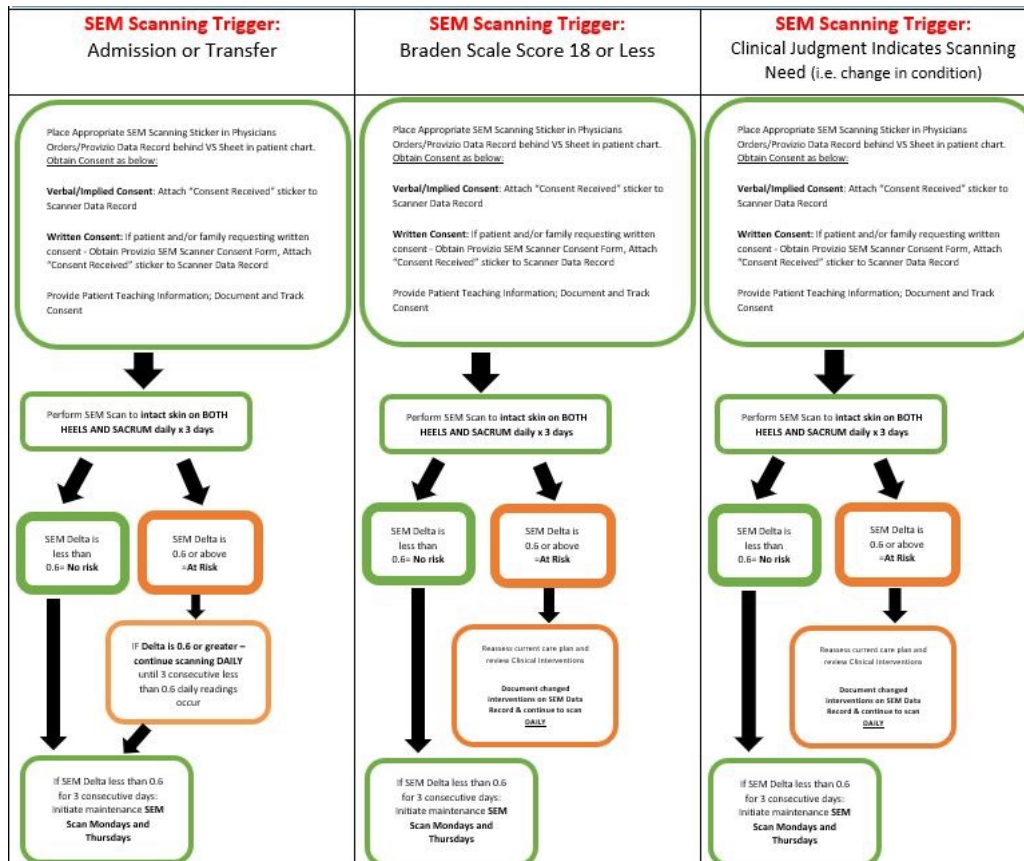 SEM Scanning Trigger:
Admission or Transfer
Place Appropriate SEM Scanning Sticker in Physicians
Orders/Provizio Data Record behind VS Sheet in patient chart.
Obtain Consent as below:
Verbal/Implied Consent: Attach “Consent Received” sticker to
Scanner Data Record
Written Consent: If patient and/or family requesting written
consent - Obtain Provizio SEM Scanner Consent Form, Attach
“Consent Received” sticker to Scanner Data Record
Provide Patient Teaching Information; Document and Track
Consent
Perform SEM Scan to intact skin on BOTH
HEELS AND SACRUM daily x 3 days
SEM Delta is
less than
0.6= No risk
SEM Delta is
0.6 or above
=At Risk
IF Delta is 0.6 or greater –
continue scanning DAILY
until 3 consecutive less
than 0.6 daily readings
occur
If SEM Delta less than 0.6
for 3 consecutive days:
Initiate maintenance SEM
Scan Mondays and
Thursdays
SEM Scanning Trigger:
Braden Scale Score 18 or Less
Place Appropriate SEM Scanning Sticker in Physicians
Orders/Provizio Data Record behind VS Sheet in patient chart.
Obtain Consent as below:
Verbal/Implied Consent: Attach “Consent Received” sticker to
Scanner Data Record
Written Consent: If patient and/or family requesting written
consent - Obtain Provizio SEM Scanner Consent Form, Attach
“Consent Received” sticker to Scanner Data Record
Provide Patient Teaching Information; Document and Track
Consent
Perform SEM Scan to intact skin on BOTH
HEELS AND SACRUM daily x 3 days
SEM Delta is
less than
0.6= No risk
SEM Delta is
0.6 or above
=At Risk
Reassess current care plan and
review Clinical Interventions
Document changed
interventions on SEM Data
Record & continue to scan
DAILY
If SEM Delta less than 0.6
for 3 consecutive days:
Initiate maintenance SEM
Scan Mondays and
Thursdays
SEM Scanning Trigger:
Clinical Judgment Indicates Scanning
Need (i.e. change in condition)
Place Appropriate SEM Scanning Sticker in Physicians
Orders/Provizio Data Record behind VS Sheet in patient chart.
Obtain Consent as below:
Verbal/Implied Consent: Attach “Consent Received” sticker to
Scanner Data Record
Written Consent: If patient and/or family requesting written
consent - Obtain Provizio SEM Scanner Consent Form, Attach
“Consent Received” sticker to Scanner Data Record
Provide Patient Teaching Information; Document and Track
Consent
Perform SEM Scan to intact skin on BOTH
HEELS AND SACRUM daily x 3 days
SEM Delta is
less than
0.6= No risk
SEM Delta is
0.6 or above
=At Risk
Reassess current care plan and
review Clinical Interventions
Document changed
interventions on SEM Data
Record & continue to scan
DAILY
If SEM Delta less than 0.6
for 3 consecutive days:
Initiate maintenance SEM
Scan Mondays and
Thursdays